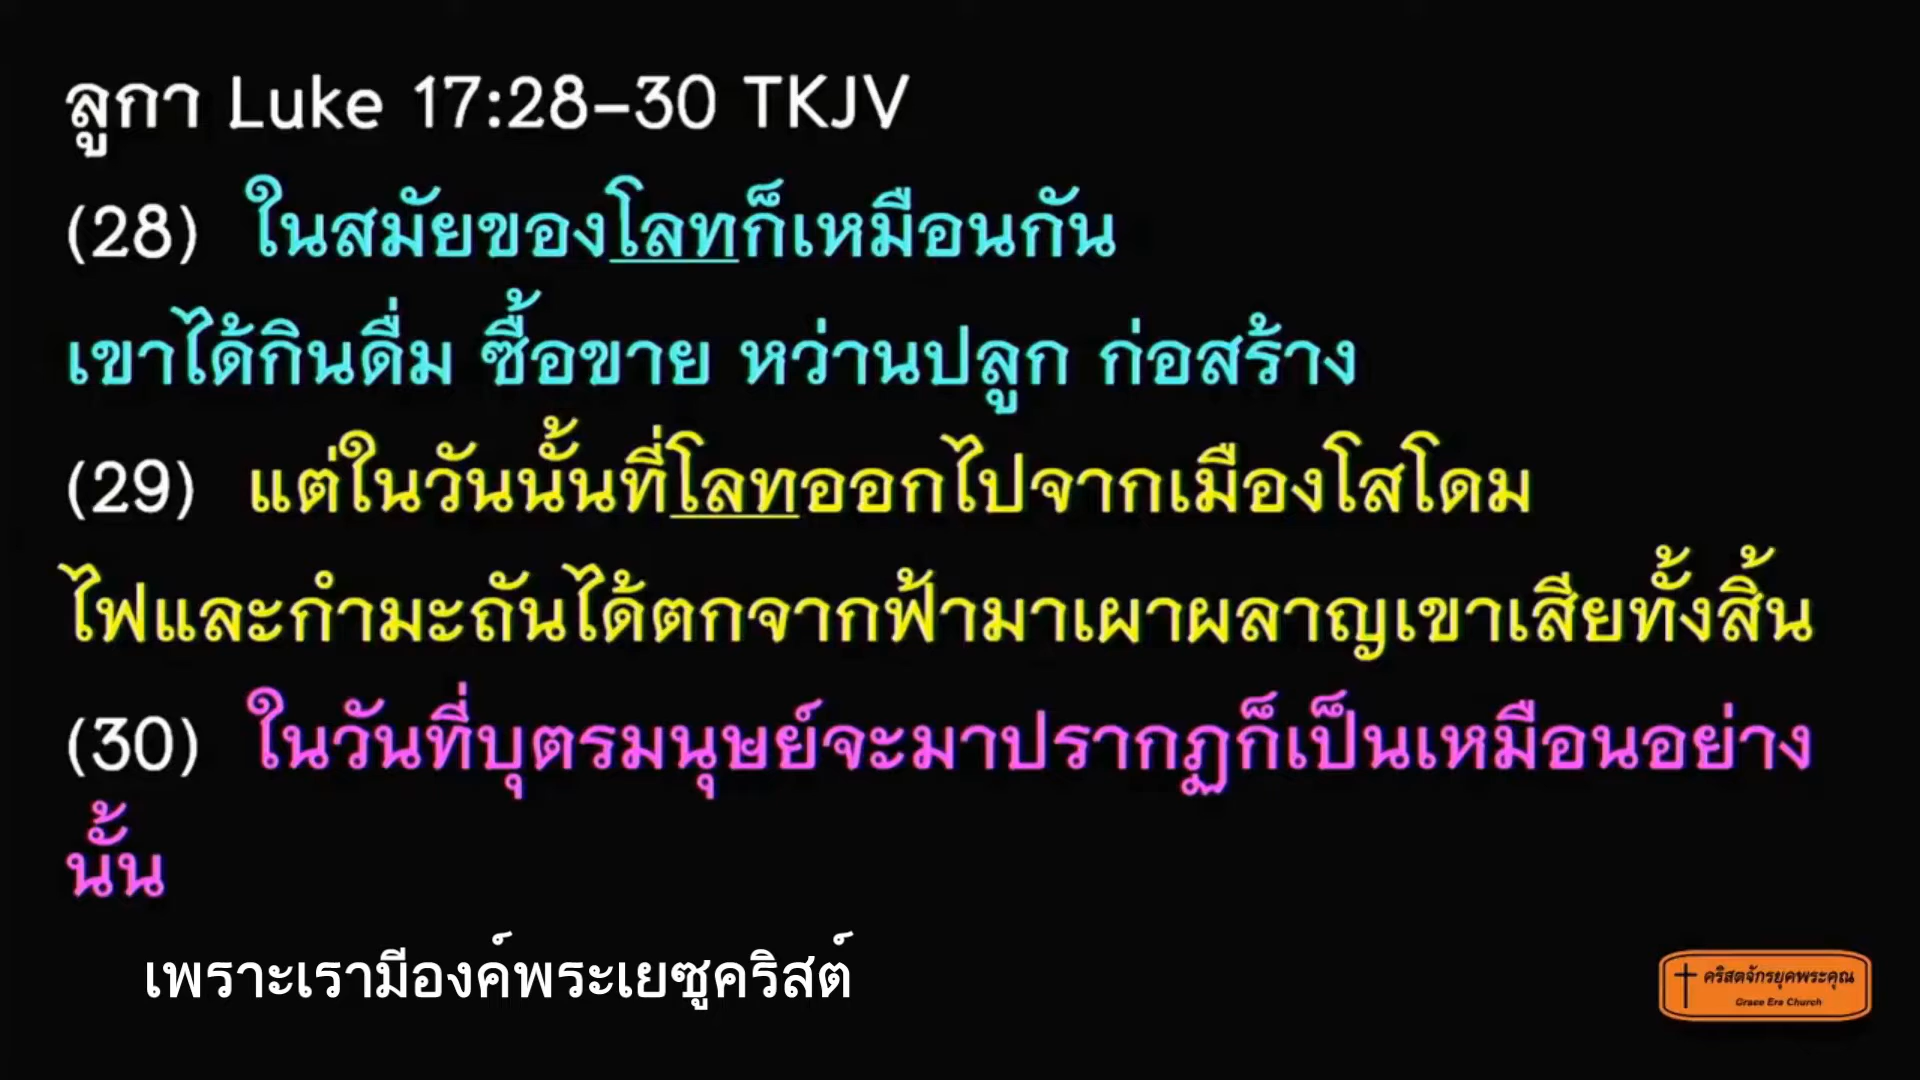 ลูกา Luke 17:28-30 TKJV
(28) ในสมัยของโลทก็เหมือนกัน
เขาได้กินดื่ม ซื้อขาย หว่านปลูก ก่อสร้าง
(29) แต่ในวันนั้นที่โลทออกไปจากเมืองโสโดม
ไฟและกำมะถันได้ตกจากฟ้ามาเผาผลาญเขาเสียทั้งสิ้น
(30) ในวันที่บุตรมนุษย์จะมาปรากฏก็เป็นเหมือนอย่าง
นั้น
เพราะเรามีองค์พระเยซูคริสต์
คริสตจักรยุคพระคุณ
Grace Era Church